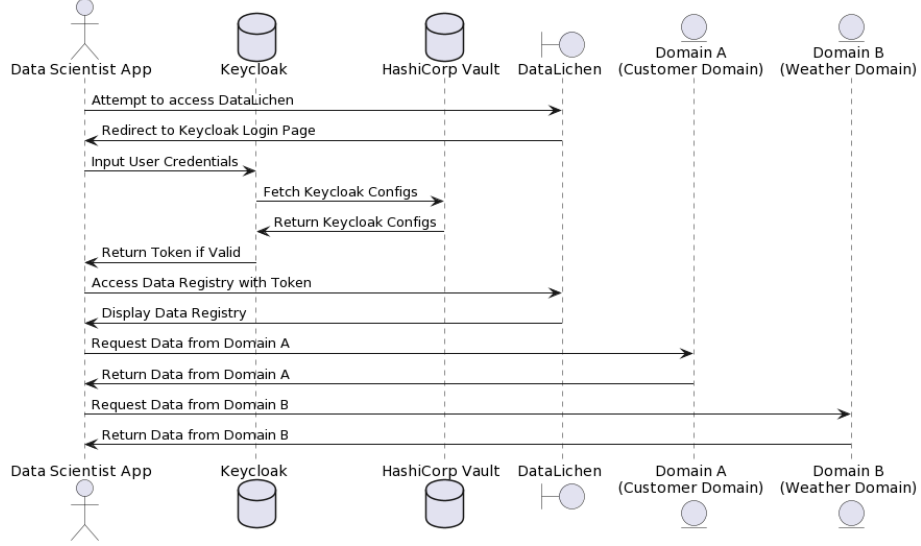 Data Scientist App
Keycloak
HashiCorp Vault
DataLichen
Domain A
(Customer Domain)
Domain B
(Weather Domain)
Attempt to access DataLichen
Redirect to Keycloak Login Page
Input User Credentials
Fetch Keycloak Configs
Return Keycloak Configs
Return Token if Valid
Access Data Registry with Token
Display Data Registry
Request Data from Domain A
Return Data from Domain A
Request Data from Domain B
Return Data from Domain B
Data Scientist App
Keycloak
HashiCorp Vault
DataLichen
Domain A
(Customer Domain)
Domain B
(Weather Domain)